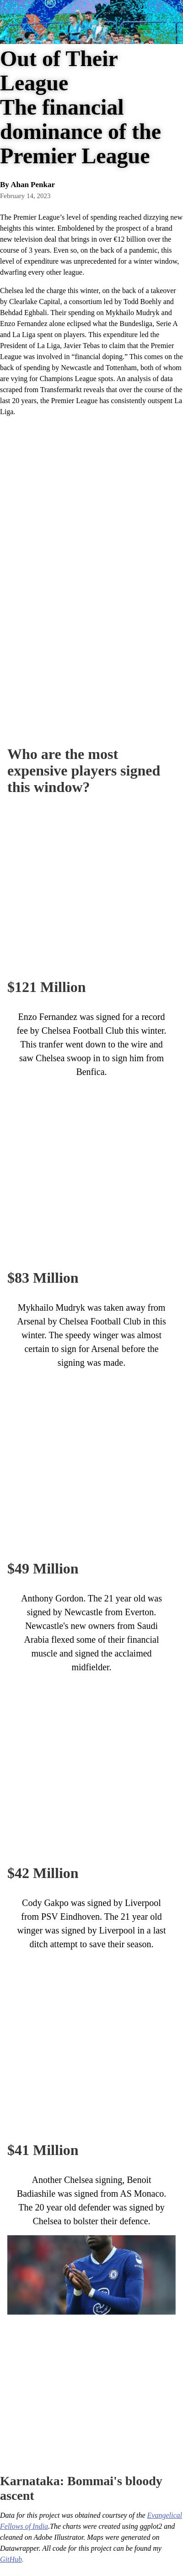 Out of Their
League
The financial
dominance of the
Premier League
By Ahan Penkar
February 14, 2023
The Premier League's level of spending reached dizzying new
heights this winter. Emboldened by the prospect of a brand
new television deal that brings in over €12 billion over the
course of 3 years. Even so, on the back of a pandemic, this
level of expenditure was unprecedented for a winter window,
dwarfing every other league.
Chelsea led the charge this winter, on the back of a takeover
by Clearlake Capital, a consortium led by Todd Boehly and
Behdad Eghbali. Their spending on Mykhailo Mudryk and
Enzo Fernandez alone eclipsed what the Bundesliga, Serie A
and La Liga spent on players. This expenditure led the
President of La Liga, Javier Tebas to claim that the Premier
League was involved in “financial doping.” This comes on the
back of spending by Newcastle and Tottenham, both of whom
are vying for Champions League spots. An analysis of data
scraped from Transfermarkt reveals that over the course of the
last 20 years, the Premier League has consistently outspent La
Liga.
Who are the most
expensive players signed
this window?
$121 Million
Enzo Fernandez was signed for a record
fee by Chelsea Football Club this winter.
This tranfer went down to the wire and
saw Chelsea swoop in to sign him from
Benfica.
$83 Million
Mykhailo Mudryk was taken away from
Arsenal by Chelsea Football Club in this
winter. The speedy winger was almost
certain to sign for Arsenal before the
signing was made.
$49 Million
Anthony Gordon. The 21 year old was
signed by Newcastle from Everton.
Newcastle's new owners from Saudi
Arabia flexed some of their financial
muscle and signed the acclaimed
midfielder.
$42 Million
Cody Gakpo was signed by Liverpool
from PSV Eindhoven. The 21 year old
winger was signed by Liverpool in a last
ditch attempt to save their season.
$41 Million
Another Chelsea signing, Benoit
Badiashile was signed from AS Monaco.
The 20 year old defender was signed by
Chelsea to bolster their defence.
Karnataka: Bommai's bloody
ascent
Data for this project was obtained courtsey of the Evangelical
Fellows of India.The charts were created using ggplot2 and
cleaned on Adobe Illustrator. Maps were generated on
Datawrapper. All code for this project can be found my
GitHub.